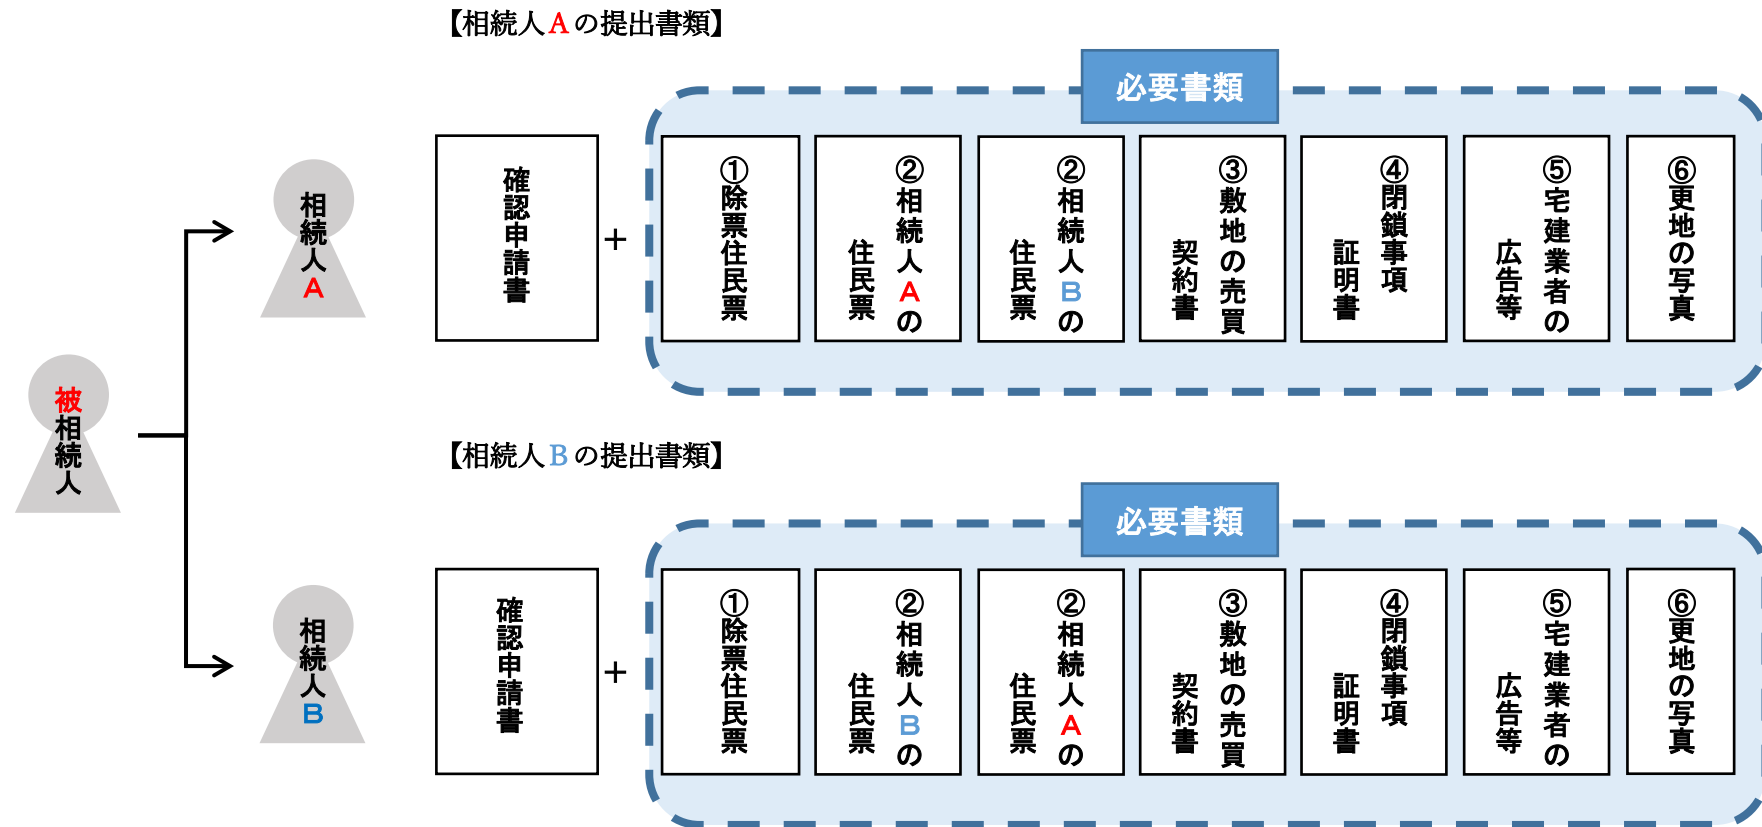 【相続人Aの提出書類】
必要書類
確認申請書
+
①除票住民票
②相続人Aの
住民票
②相続人Bの
住民票
③敷地の売買
契約書
④閉鎖事項
証明書
⑤宅建業者の
広告等
⑥更地の写真
相続人A
被相続人
相続人B
【相続人Bの提出書類】
必要書類
確認申請書
+
①除票住民票
②相続人Bの
住民票
②相続人Aの
住民票
③敷地の売買
契約書
④閉鎖事項
証明書
⑤宅建業者の
広告等
⑥更地の写真